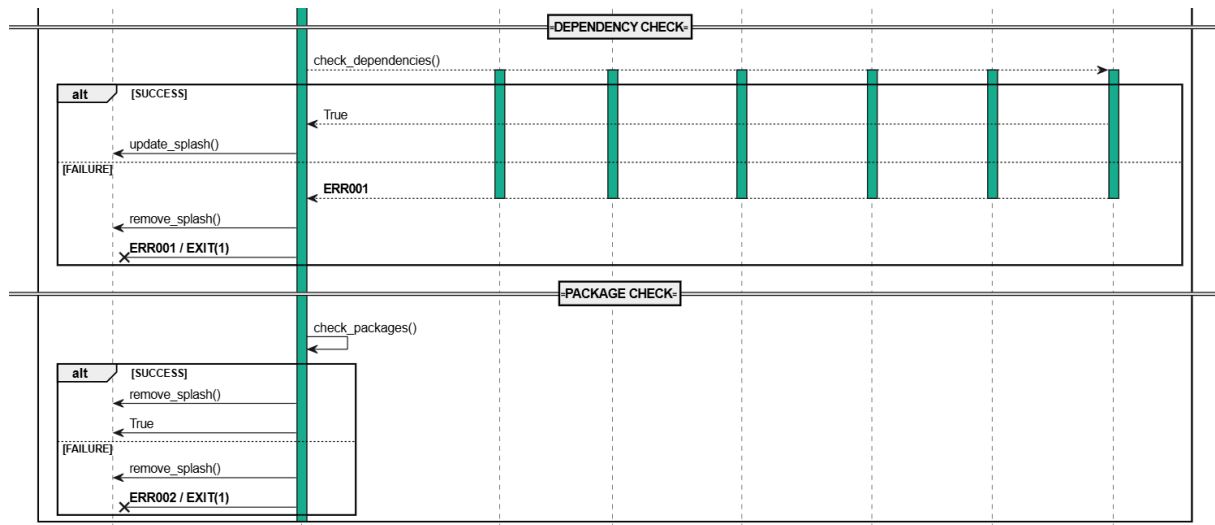 DEPENDENCY CHECK
check_dependencies()
alt [SUCCESS]
True
update_splash()
[FAILURE]
ERR001
remove_splash()
ERR001 / EXIT(1)
PACKAGE CHECK
check_packages()
alt [SUCCESS]
remove_splash()
True
[FAILURE]
remove_splash()
ERR002 / EXIT(1)